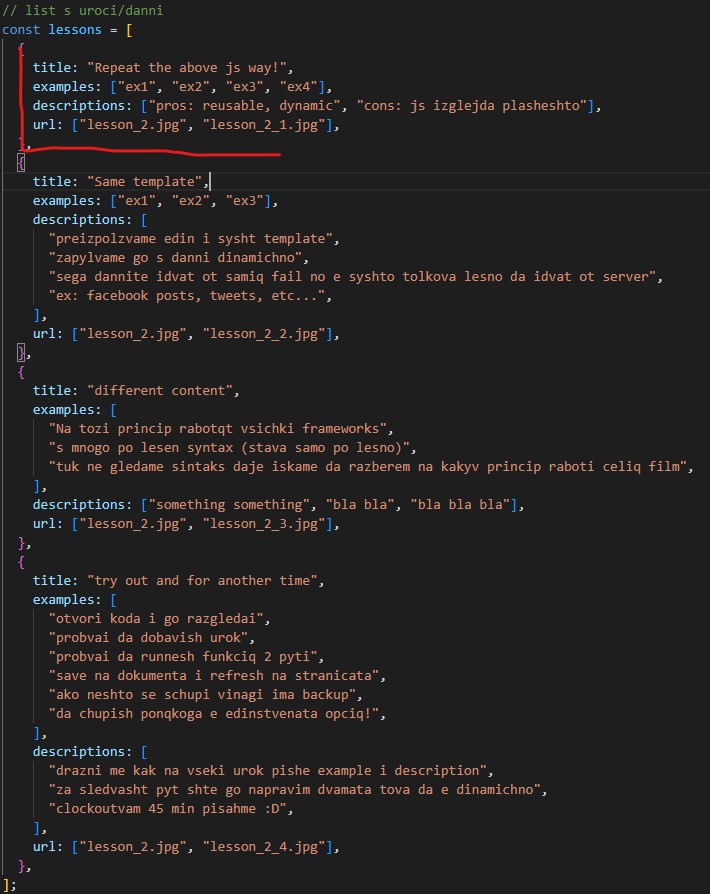 // list s uroci/danni
const lessons = [
{
title: "Repeat the above js way!",
examples: ["ex1", "ex2", "ex3", "ex4"],
descriptions: ["pros: reusable, dynamic", "cons: js izglejda plasheshto"],
url: ["lesson_2.jpg", "lesson_2_1.jpg"],
},
{
title: "Same template",
examples: ["ex1", "ex2", "ex3"],
descriptions: [
"preizpolzvame edin i sysht template",
"zapylvame go s danni dinamichno",
"sega dannite idvat ot samiq fail no e syshto tolkova lesno da idvat ot server",
"ex: facebook posts, tweets, etc...",
],
url: ["lesson_2.jpg", "lesson_2_2.jpg"],
},
{
title: "different content",
examples: [
"Na tozi princip rabotqt vsichki frameworks",
"s mnogo po lesen syntax (stava samo po lesno)",
"tuk ne gledame sintaks daje iskame da razberem na kakyv princip raboti celiq film",
],
descriptions: ["something something", "bla bla", "bla bla bla"],
url: ["lesson_2.jpg", "lesson_2_3.jpg"],
},
{
title: "try out and for another time",
examples: [
"otvori koda i go razgledai",
"probvai da dobavish urok",
"probvai da runnesh funkciq 2 pyti",
"save na dokumenta i refresh na stranicata",
"ako neshto se schupi vinagi ima backup",
"da chupish ponqkoga e edinstvenata opciq!",
],
descriptions: [
"drazni me kak na vseki urok pishe example i description",
"za sledvasht pyt shte go napravim dvamata tova da e dinamichno",
"clockoutvam 45 min pisahme :D",
],
url: ["lesson_2.jpg", "lesson_2_4.jpg"],
},
];